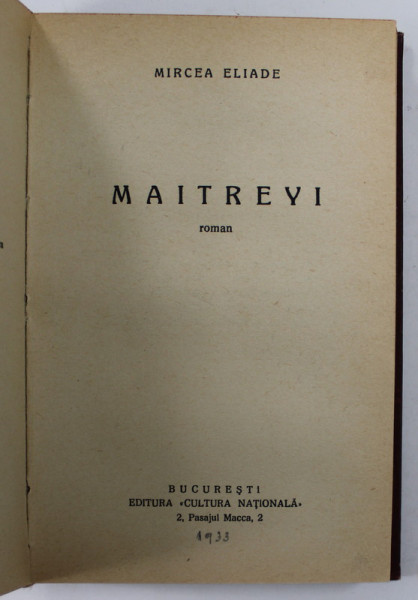 MIRCEA ELIADE
MAITREYI
roman
BUCUREȘTI
EDITURA «CULTURA NAȚIONALĂ»
2, Pasajul Macca, 2
1933